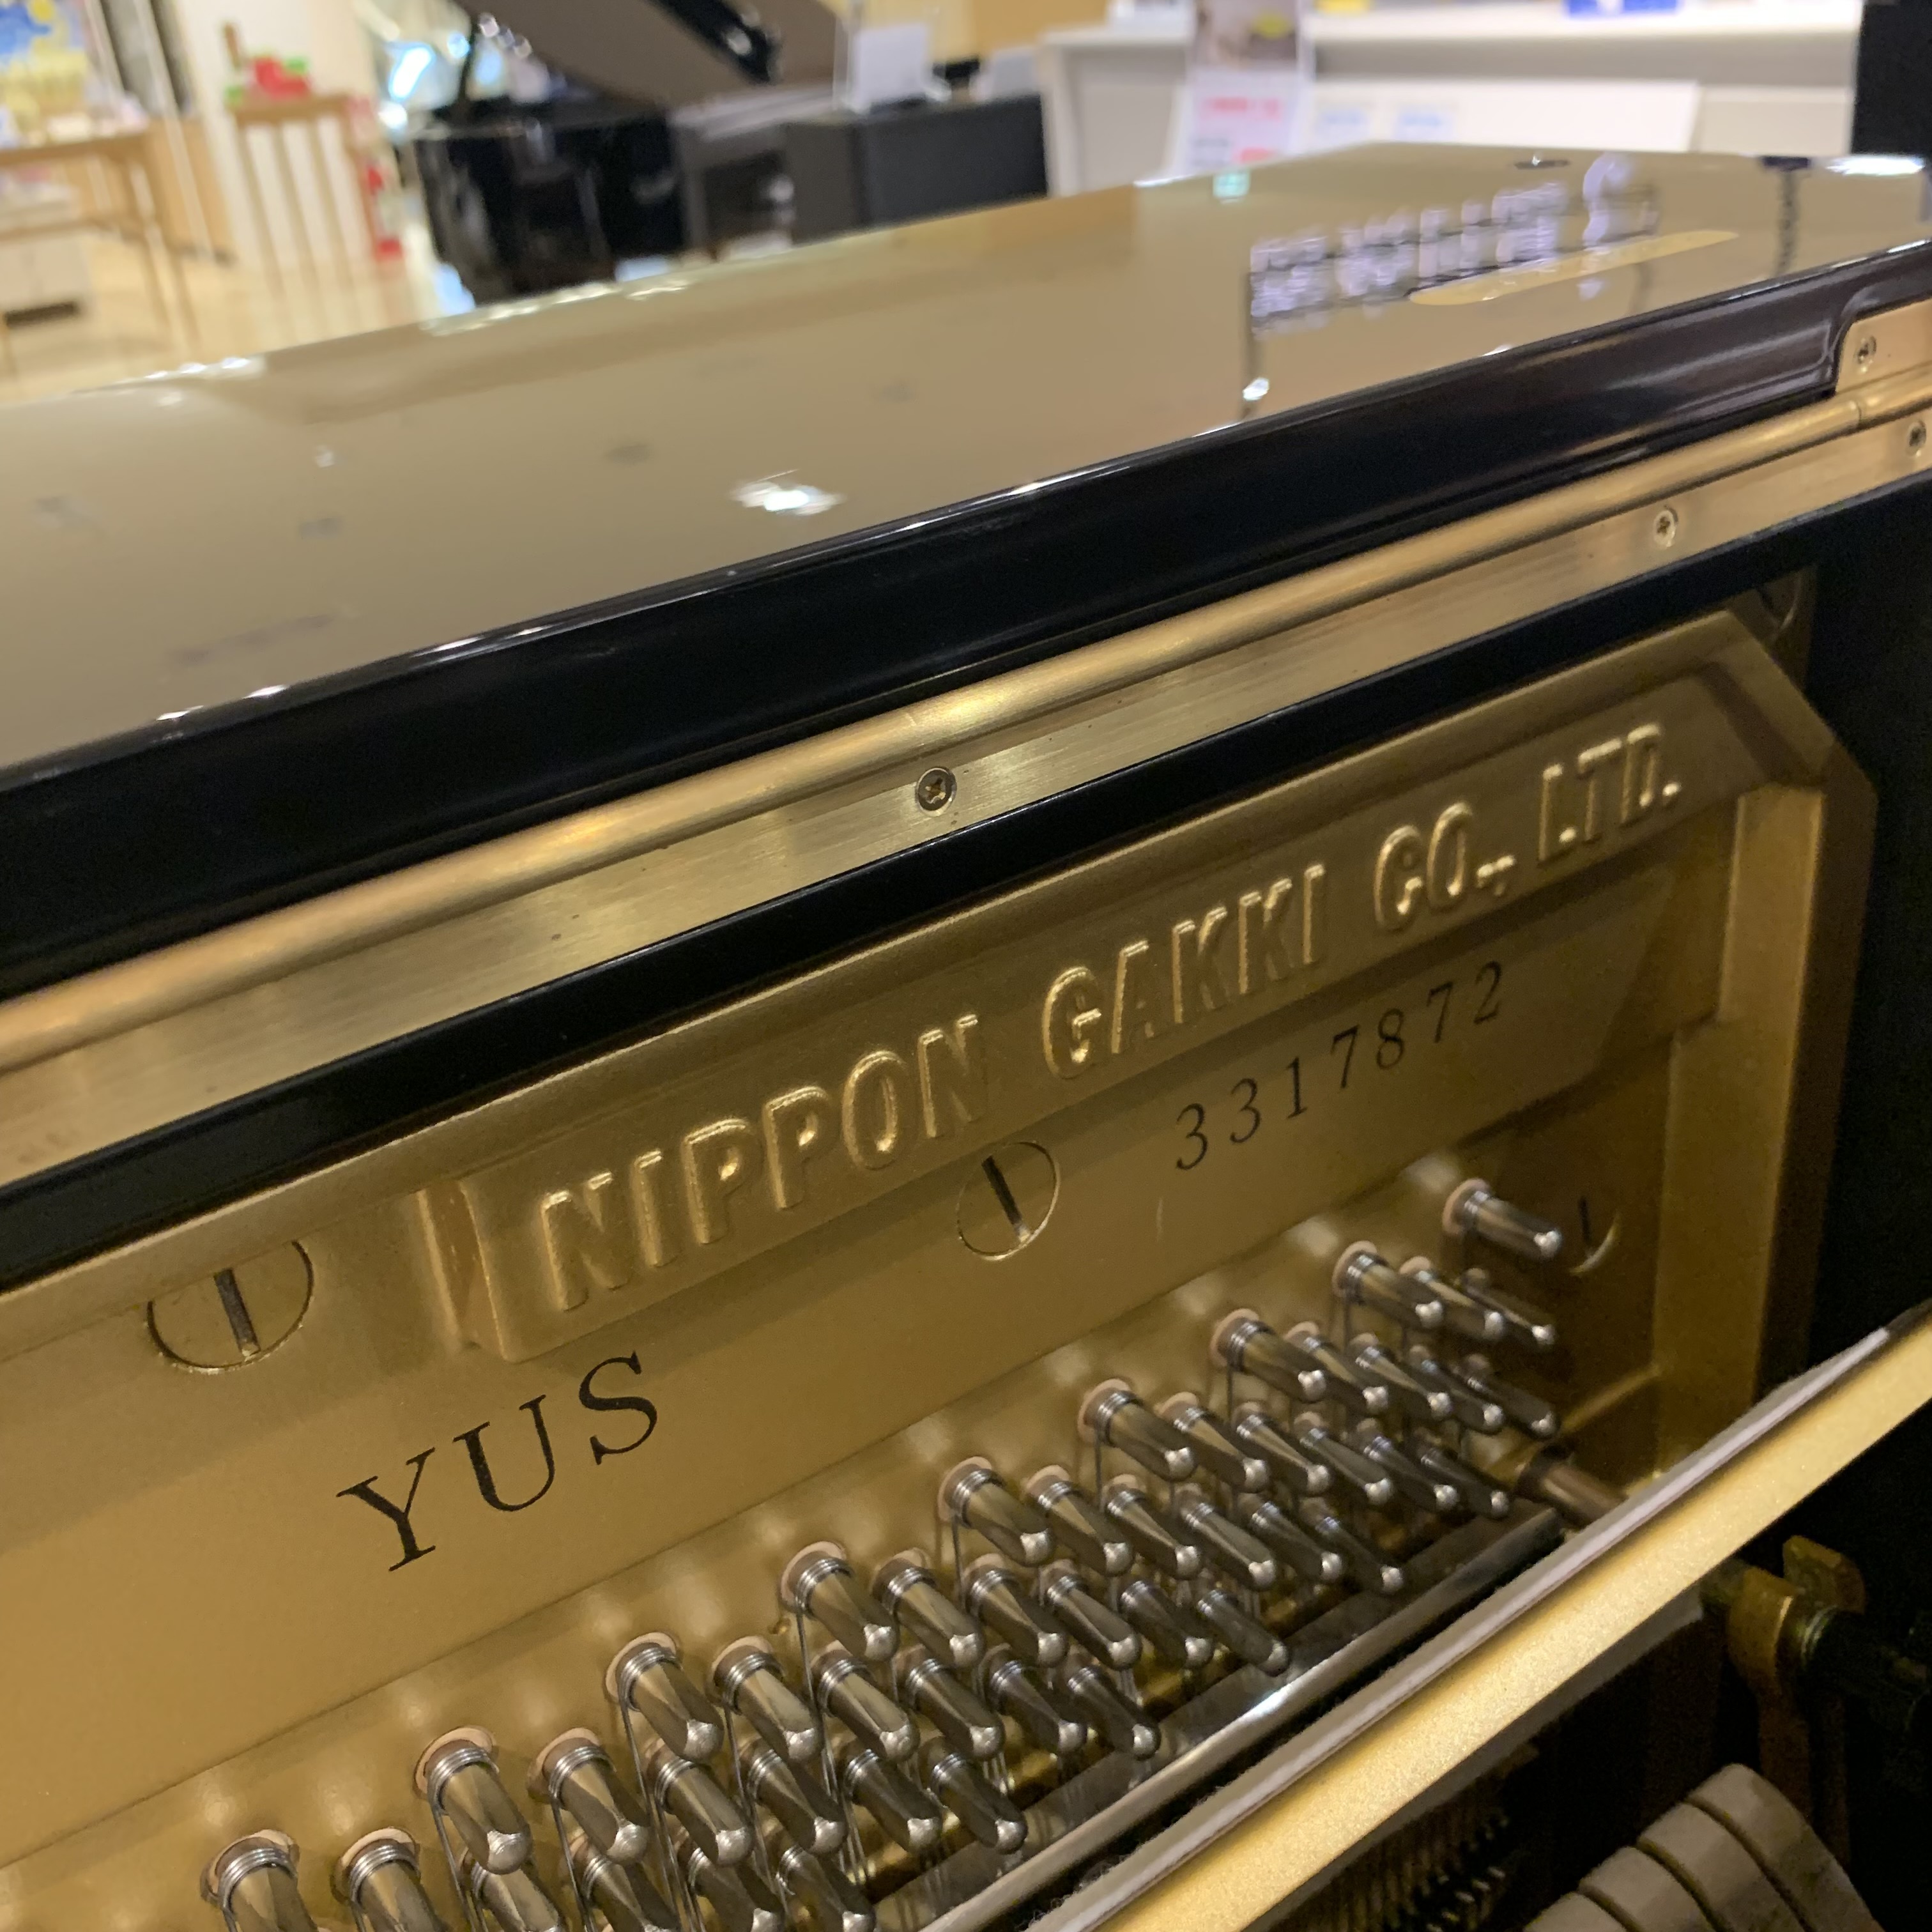 NIPPON GAKKI CO., LTD.
3317872
YUS